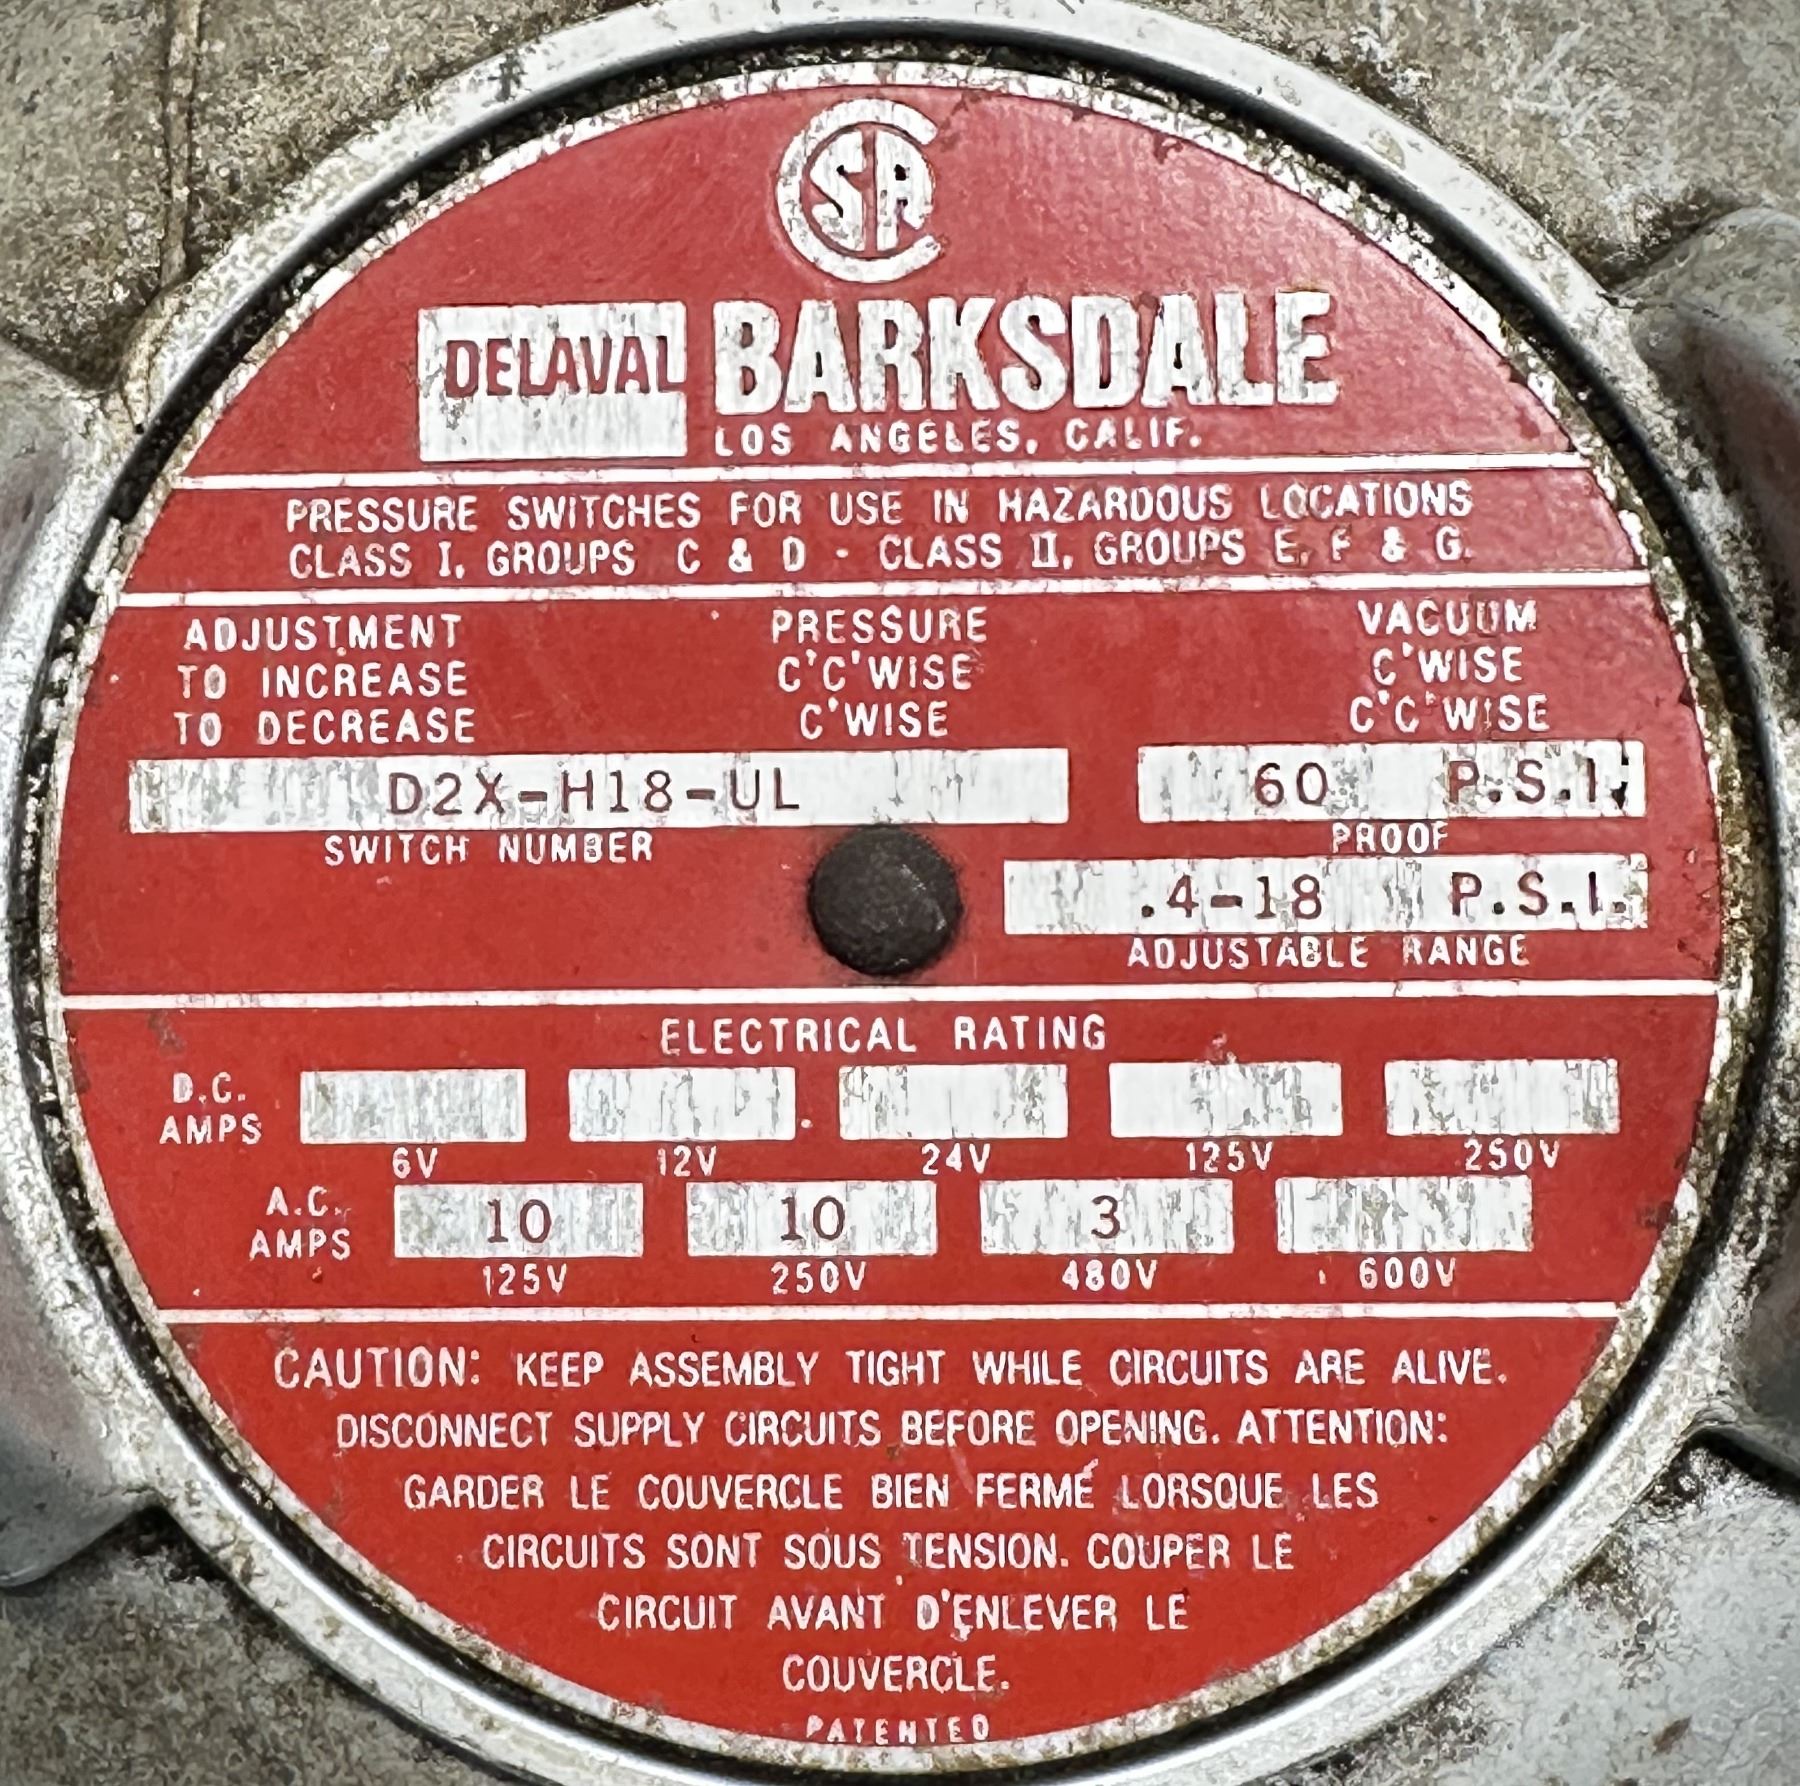 CSA
DELAVAL BARKSDALE
LOS ANGELES, CALIF.
PRESSURE SWITCHES FOR USE IN HAZARDOUS LOCATIONS
CLASS I, GROUPS C & D - CLASS II, GROUPS E, F & G.
ADJUSTMENT PRESSURE VACUUM
TO INCREASE C'C'WISE C'WISE
TO DECREASE C'WISE C'C'WISE
D2X-H18-UL 60 P.S.I.
SWITCH NUMBER PROOF
.4-18 P.S.I.
ADJUSTABLE RANGE
ELECTRICAL RATING
D.C.
AMPS
6V 12V 24V 125V 250V
A.C.
AMPS 10 10 3
125V 250V 480V 600V
CAUTION: KEEP ASSEMBLY TIGHT WHILE CIRCUITS ARE ALIVE.
DISCONNECT SUPPLY CIRCUITS BEFORE OPENING. ATTENTION:
GARDER LE COUVERCLE BIEN FERMÉ LORSQUE LES
CIRCUITS SONT SOUS TENSION. COUPER LE
CIRCUIT AVANT D'ENLEVER LE
COUVERCLE.
PATENTED